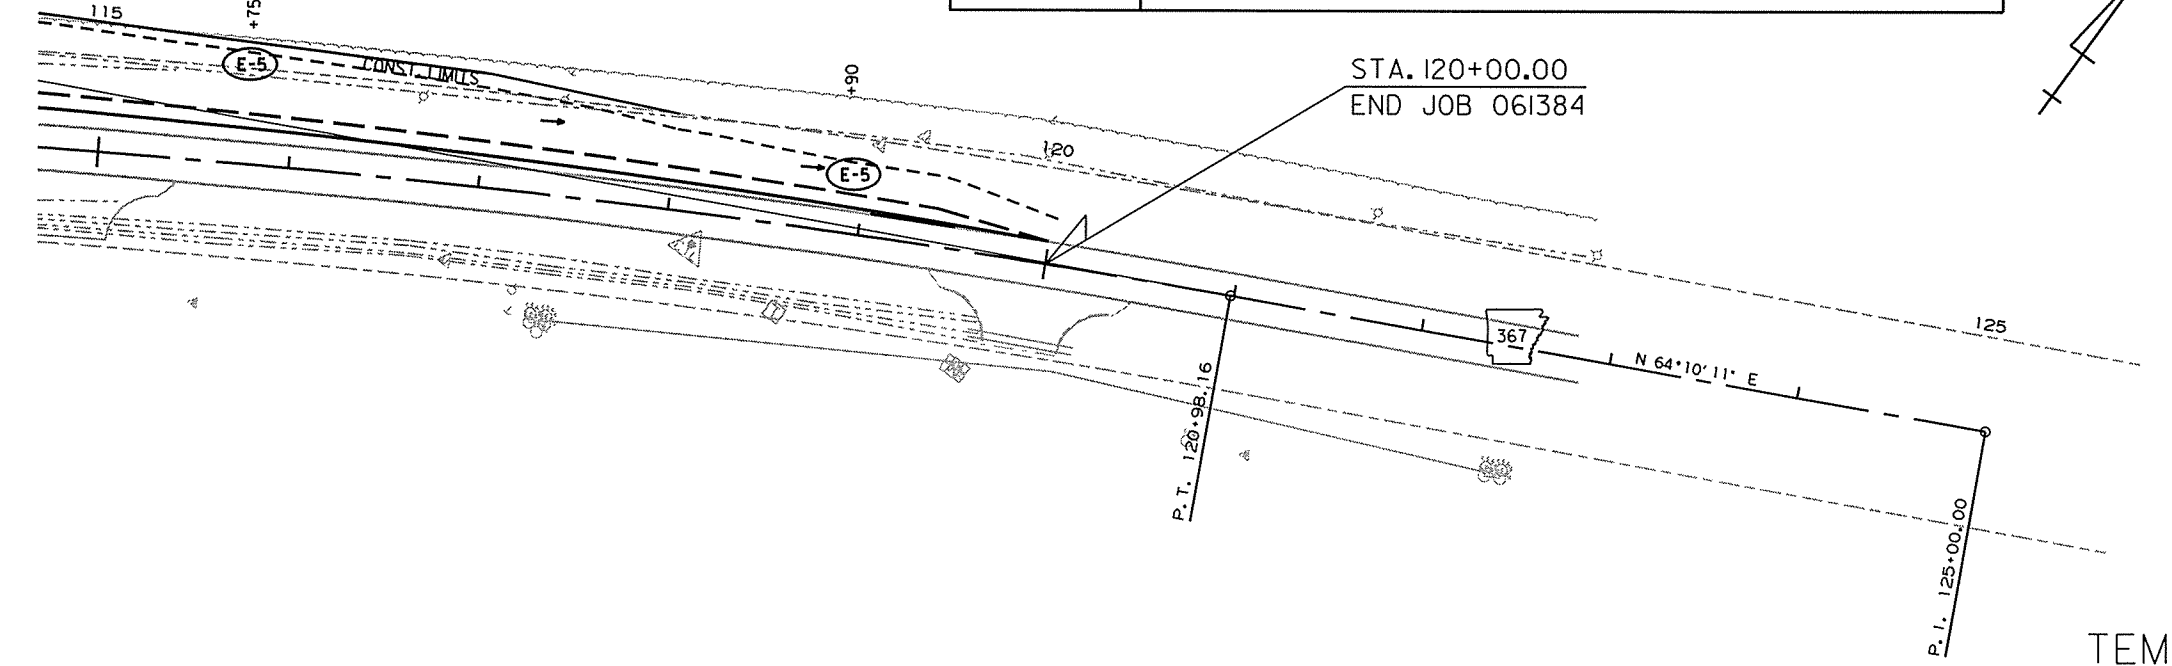 115
+75
E-5
CONST. LIMITS
+90
E-5
STA. 120+00.00
END JOB 061384
120
367
N 64°10'11" E
125
P.T. 120+98.16
P.I. 125+00.00
TEM